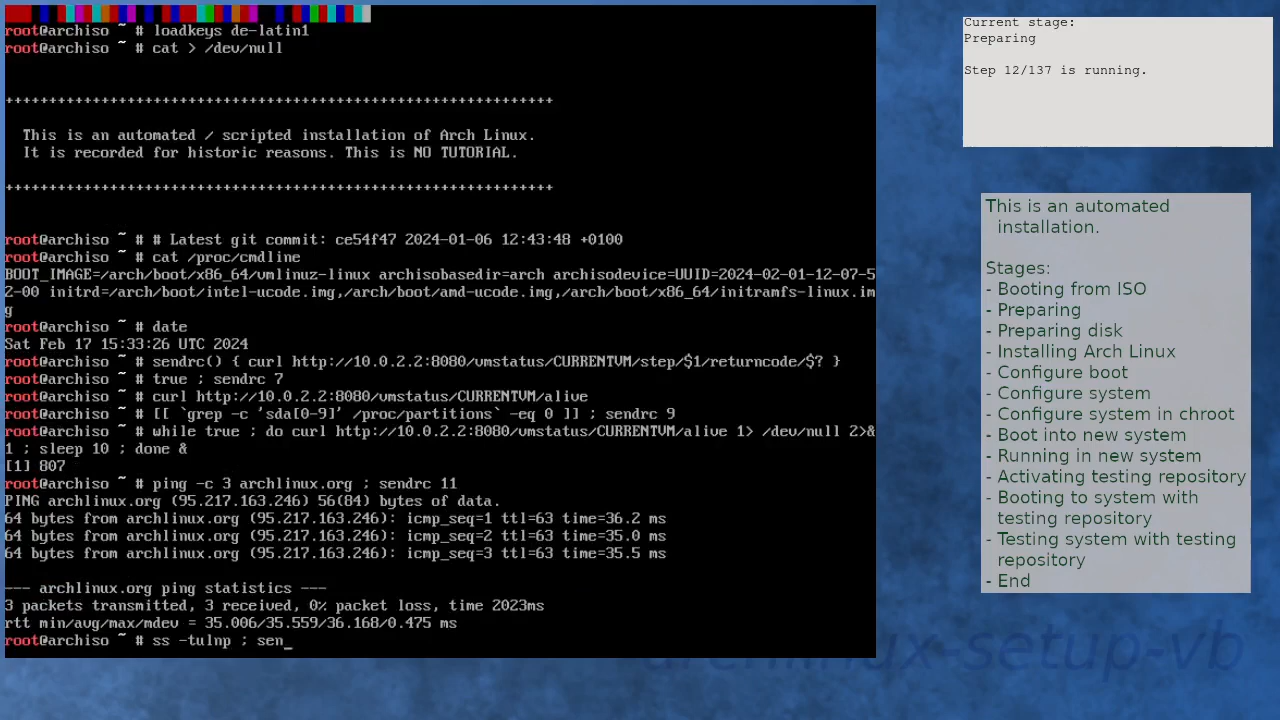 root@archiso ~ # loadkeys de-latin1
root@archiso ~ # cat > /dev/null
+++++++++++++++++++++++++++++++++++++++++++++++++++++++++++++++
This is an automated / scripted installation of Arch Linux.
It is recorded for historic reasons. This is NO TUTORIAL.
+++++++++++++++++++++++++++++++++++++++++++++++++++++++++++++++
root@archiso ~ # # Latest git commit: ce54f47 2024-01-06 12:43:48 +0100
root@archiso ~ # cat /proc/cmdline
BOOT_IMAGE=/arch/boot/x86_64/vmlinuz-linux archisobasedir=arch archisodevice=UUID=2024-02-01-12-07-5
2-00 initrd=/arch/boot/intel-ucode.img,/arch/boot/amd-ucode.img,/arch/boot/x86_64/initramfs-linux.im
g
root@archiso ~ # date
Sat Feb 17 15:33:26 UTC 2024
root@archiso ~ # sendrc() { curl http://10.0.2.2:8080/vmstatus/CURRENTVM/step/$1/returncode/$? }
root@archiso ~ # true ; sendrc 7
root@archiso ~ # curl http://10.0.2.2:8080/vmstatus/CURRENTVM/alive
root@archiso ~ # [[ `grep -c 'sda[0-9]' /proc/partitions` -eq 0 ]] ; sendrc 9
root@archiso ~ # while true ; do curl http://10.0.2.2:8080/vmstatus/CURRENTVM/alive 1> /dev/null 2>&
1 ; sleep 10 ; done &
[1] 807
root@archiso ~ # ping -c 3 archlinux.org ; sendrc 11
PING archlinux.org (95.217.163.246) 56(84) bytes of data.
64 bytes from archlinux.org (95.217.163.246): icmp_seq=1 ttl=63 time=36.2 ms
64 bytes from archlinux.org (95.217.163.246): icmp_seq=2 ttl=63 time=35.0 ms
64 bytes from archlinux.org (95.217.163.246): icmp_seq=3 ttl=63 time=35.5 ms
--- archlinux.org ping statistics ---
3 packets transmitted, 3 received, 0% packet loss, time 2023ms
rtt min/avg/max/mdev = 35.006/35.559/36.168/0.475 ms
root@archiso ~ # ss -tulnp ; sen_
Current stage:
Preparing
Step 12/137 is running.
This is an automated
installation.
Stages:
- Booting from ISO
- Preparing
- Preparing disk
- Installing Arch Linux
- Configure boot
- Configure system
- Configure system in chroot
- Boot into new system
- Running in new system
- Activating testing repository
- Booting to system with
testing repository
- Testing system with testing
repository
- End